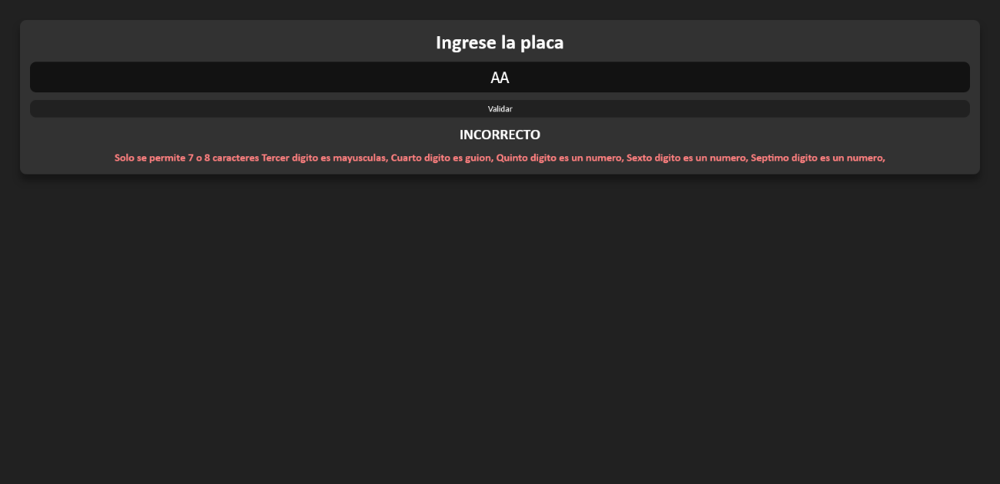 Ingrese la placa
AA
Validar
INCORRECTO
Solo se permite 7 o 8 caracteres Tercer digito es mayusculas, Cuarto digito es guion, Quinto digito es un numero, Sexto digito es un numero, Septimo digito es un numero,